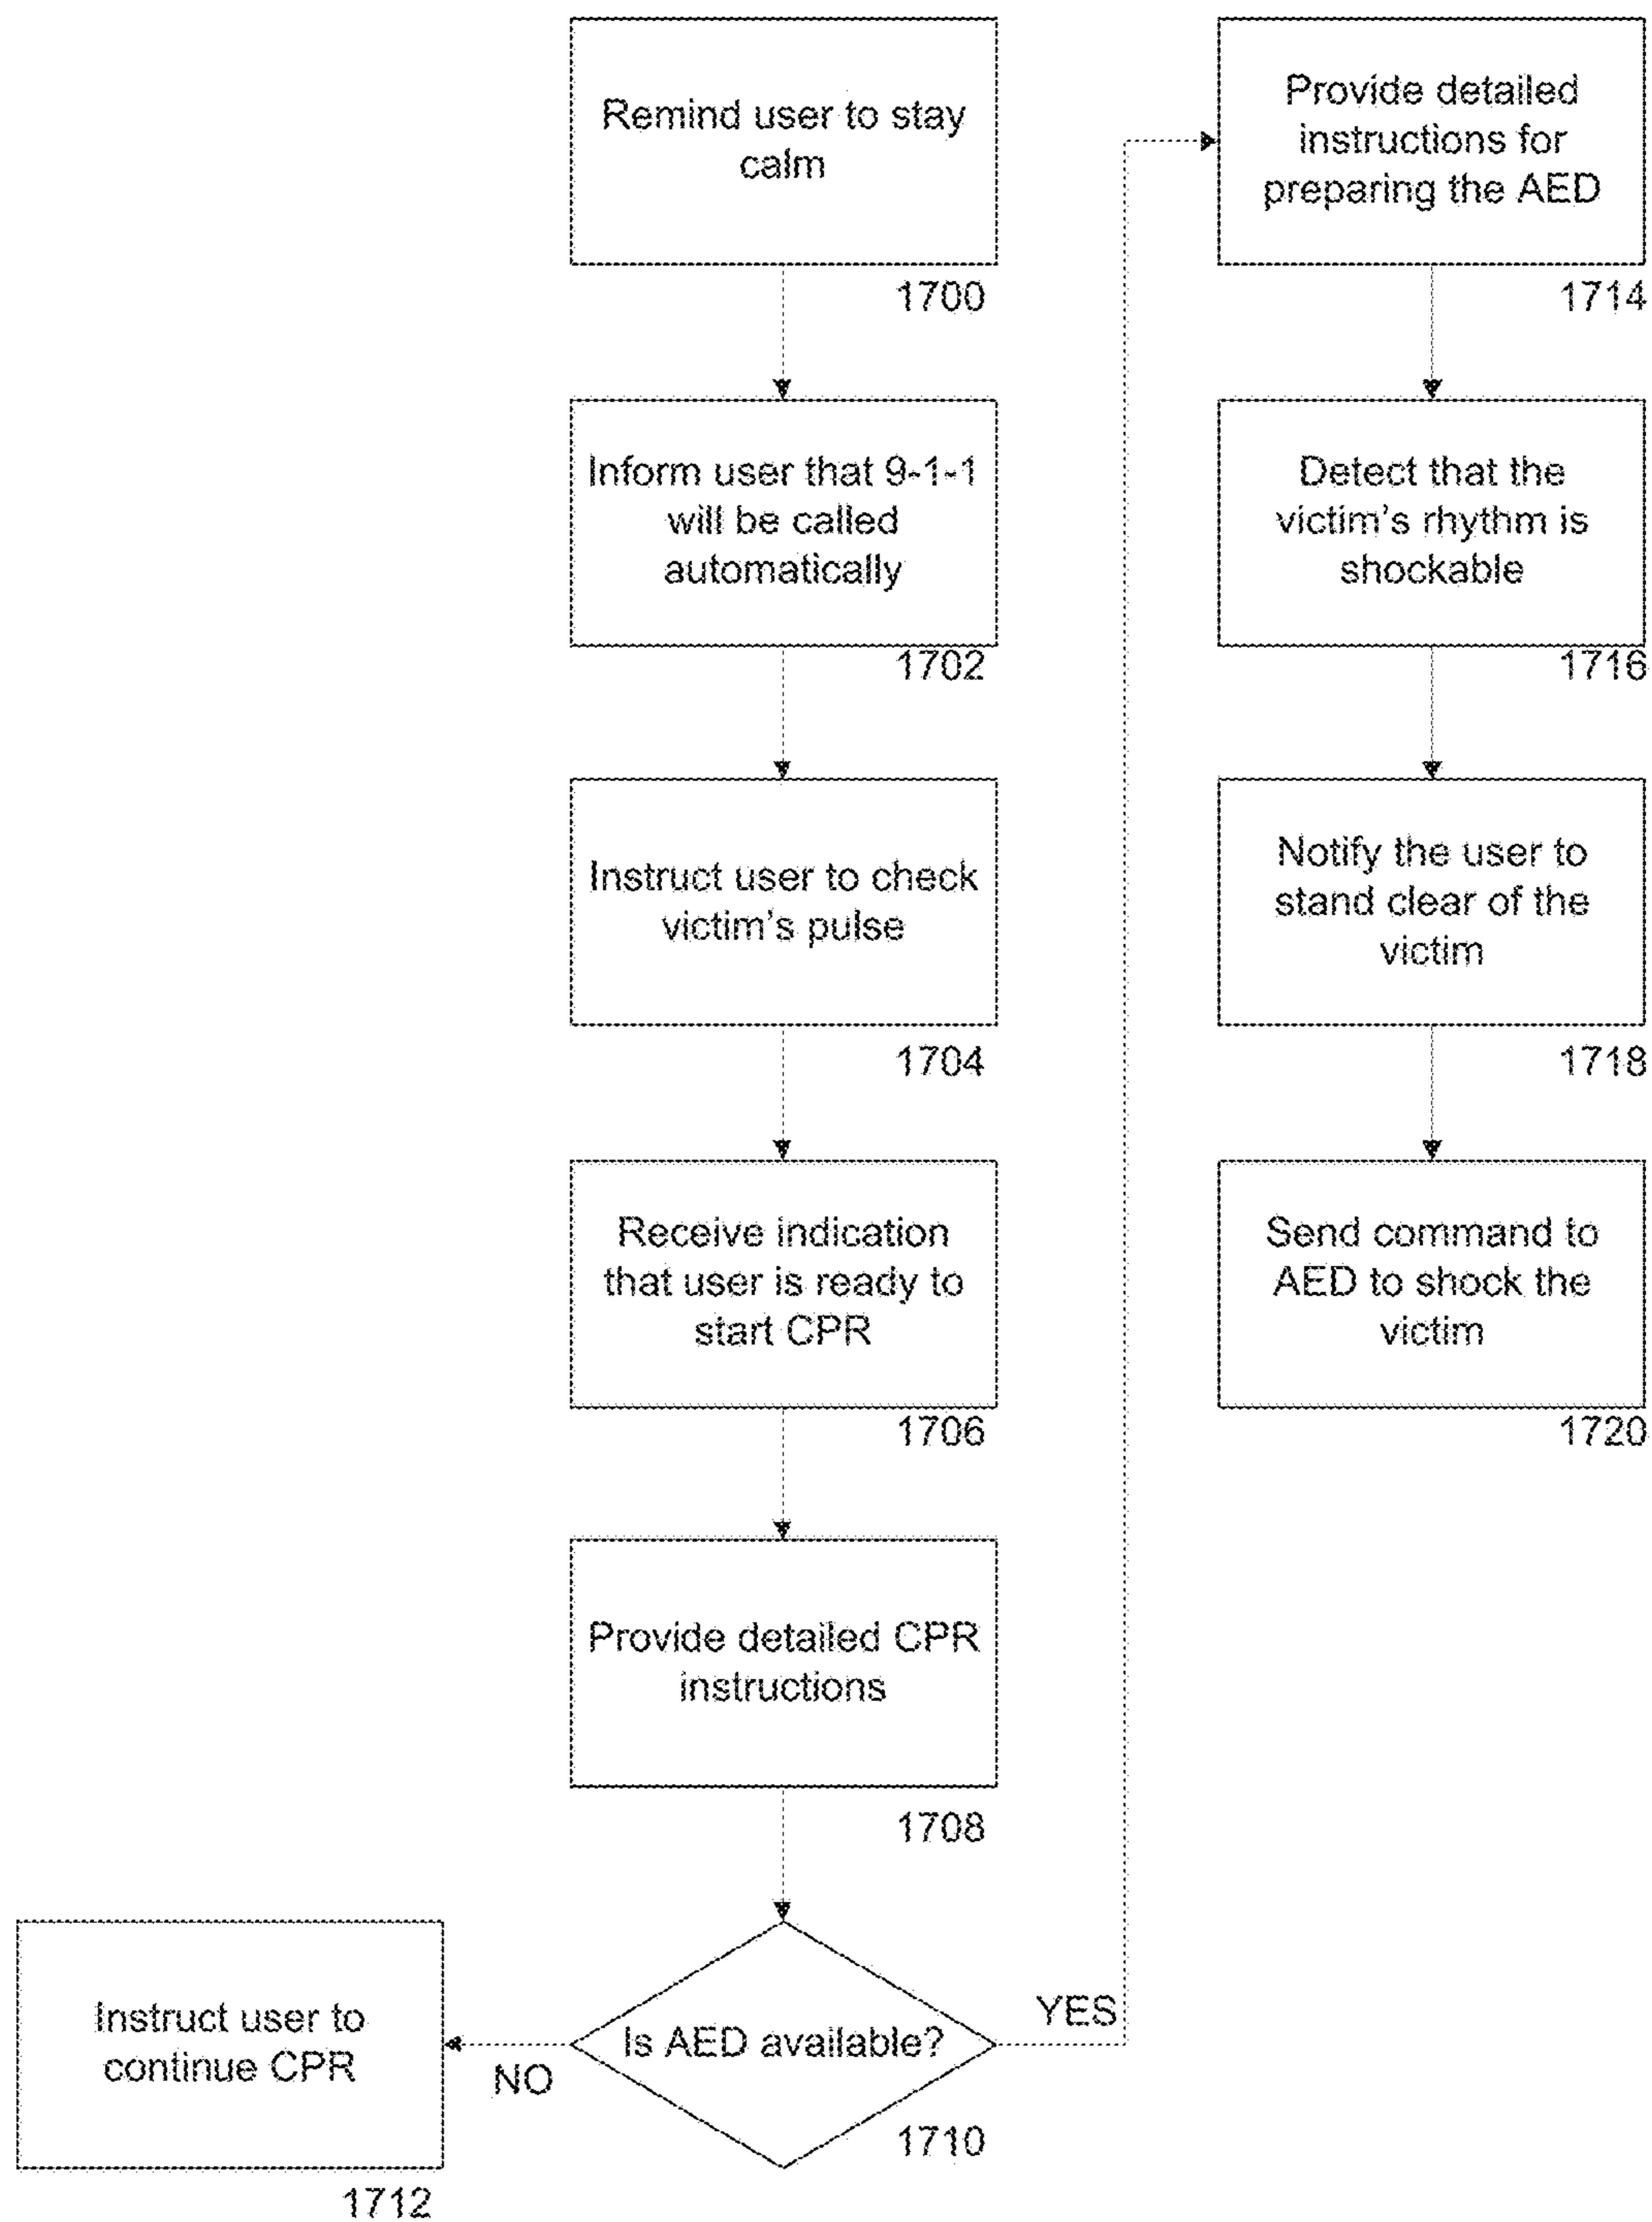 Remind user to stay
calm
1700
Inform user that 9-1-1
will be called
automatically
1702
Instruct user to check
victim's pulse
1704
Receive indication
that user is ready to
start CPR
1706
Provide detailed CPR
instructions
1708
Is AED available?
1710
NO
YES
Instruct user to
continue CPR
1712
Provide detailed
instructions for
preparing the AED
1714
Detect that the
victim's rhythm is
shockable
1716
Notify the user to
stand clear of the
victim
1718
Send command to
AED to shock the
victim
1720